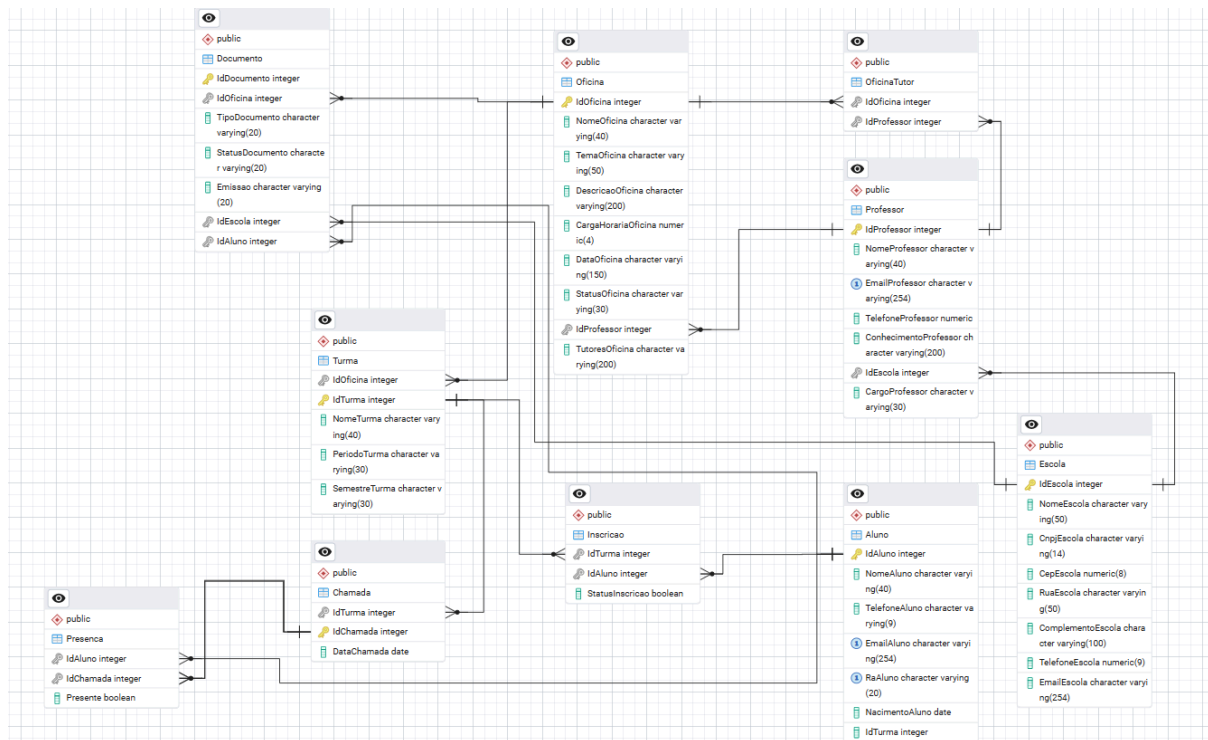 public
Documento
IdDocumento integer
IdOficina integer
TipoDocumento character
varying(20)
StatusDocumento characte
r varying(20)
Emissao character varying
(20)
IdEscola integer
IdAluno integer
public
Oficina
IdOficina integer
NomeOficina character var
ying(40)
TemaOficina character vary
ing(50)
DescricaoOficina character
varying(200)
CargaHorariaOficina numer
ic(4)
DataOficina character varyi
ng(150)
StatusOficina character var
ying(30)
IdProfessor integer
TutoresOficina character va
rying(200)
public
OficinaTutor
IdOficina integer
IdProfessor integer
public
Professor
IdProfessor integer
NomeProfessor character v
arying(40)
EmailProfessor character v
arying(254)
TelefoneProfessor numeric
ConhecimentoProfessor ch
aracter varying(200)
IdEscola integer
CargoProfessor character v
arying(30)
public
Turma
IdOficina integer
IdTurma integer
NomeTurma character vary
ing(40)
PeriodoTurma character va
rying(30)
SemestreTurma character v
arying(30)
public
Escola
IdEscola integer
NomeEscola character vary
ing(50)
CnpjEscola character varyi
ng(14)
CepEscola numeric(8)
RuaEscola character varyin
g(50)
ComplementoEscola chara
cter varying(100)
TelefoneEscola numeric(9)
EmailEscola character varyi
ng(254)
public
Inscricao
IdTurma integer
IdAluno integer
StatusInscricao boolean
public
Aluno
IdAluno integer
NomeAluno character varyi
ng(40)
TelefoneAluno character va
rying(9)
EmailAluno character varyi
ng(254)
RaAluno character varying
(20)
NacimentoAluno date
IdTurma integer
public
Chamada
IdTurma integer
IdChamada integer
DataChamada date
public
Presenca
IdAluno integer
IdChamada integer
Presente boolean